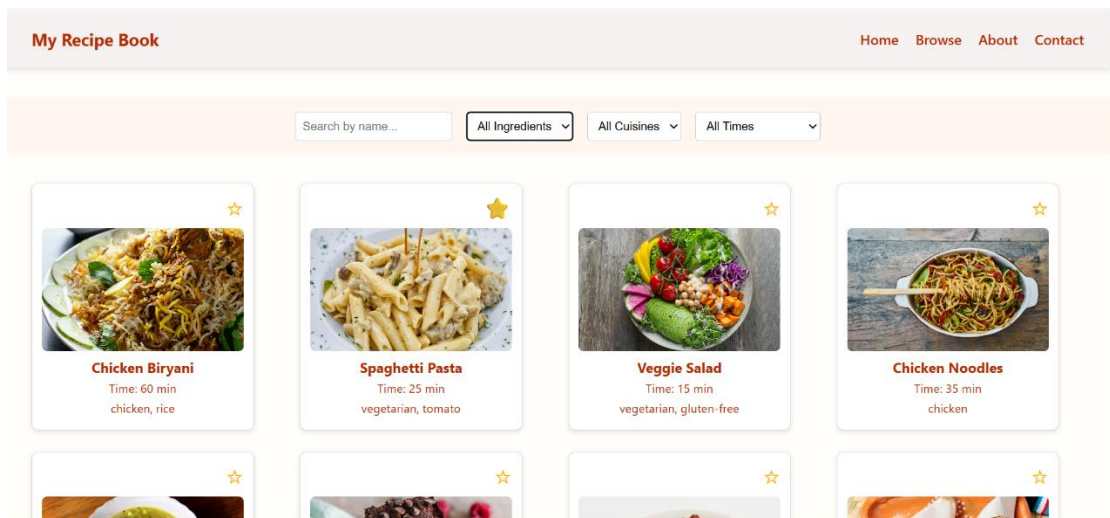 My Recipe Book
Home Browse About Contact
Search by name... All Ingredients All Cuisines All Times
Chicken Biryani
Time: 60 min
chicken, rice
Spaghetti Pasta
Time: 25 min
vegetarian, tomato
Veggie Salad
Time: 15 min
vegetarian, gluten-free
Chicken Noodles
Time: 35 min
chicken